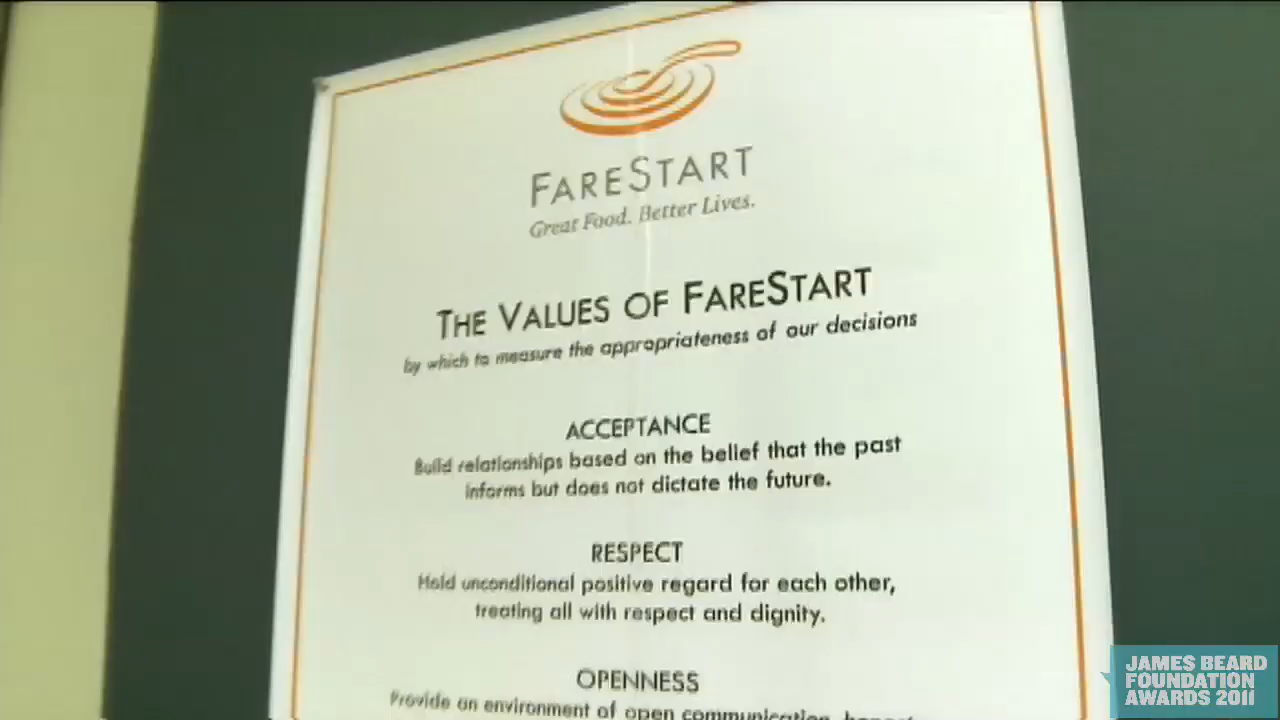 FARESTART
Great Food. Better Lives.
THE VALUES OF FARESTART
by which to measure the appropriateness of our decisions
ACCEPTANCE
Build relationships based on the belief that the past
informs but does not dictate the future.
RESPECT
Hold unconditional positive regard for each other,
treating all with respect and dignity.
OPENNESS
Provide an environment of open communication,
JAMES BEARD
FOUNDATION
AWARDS 2011